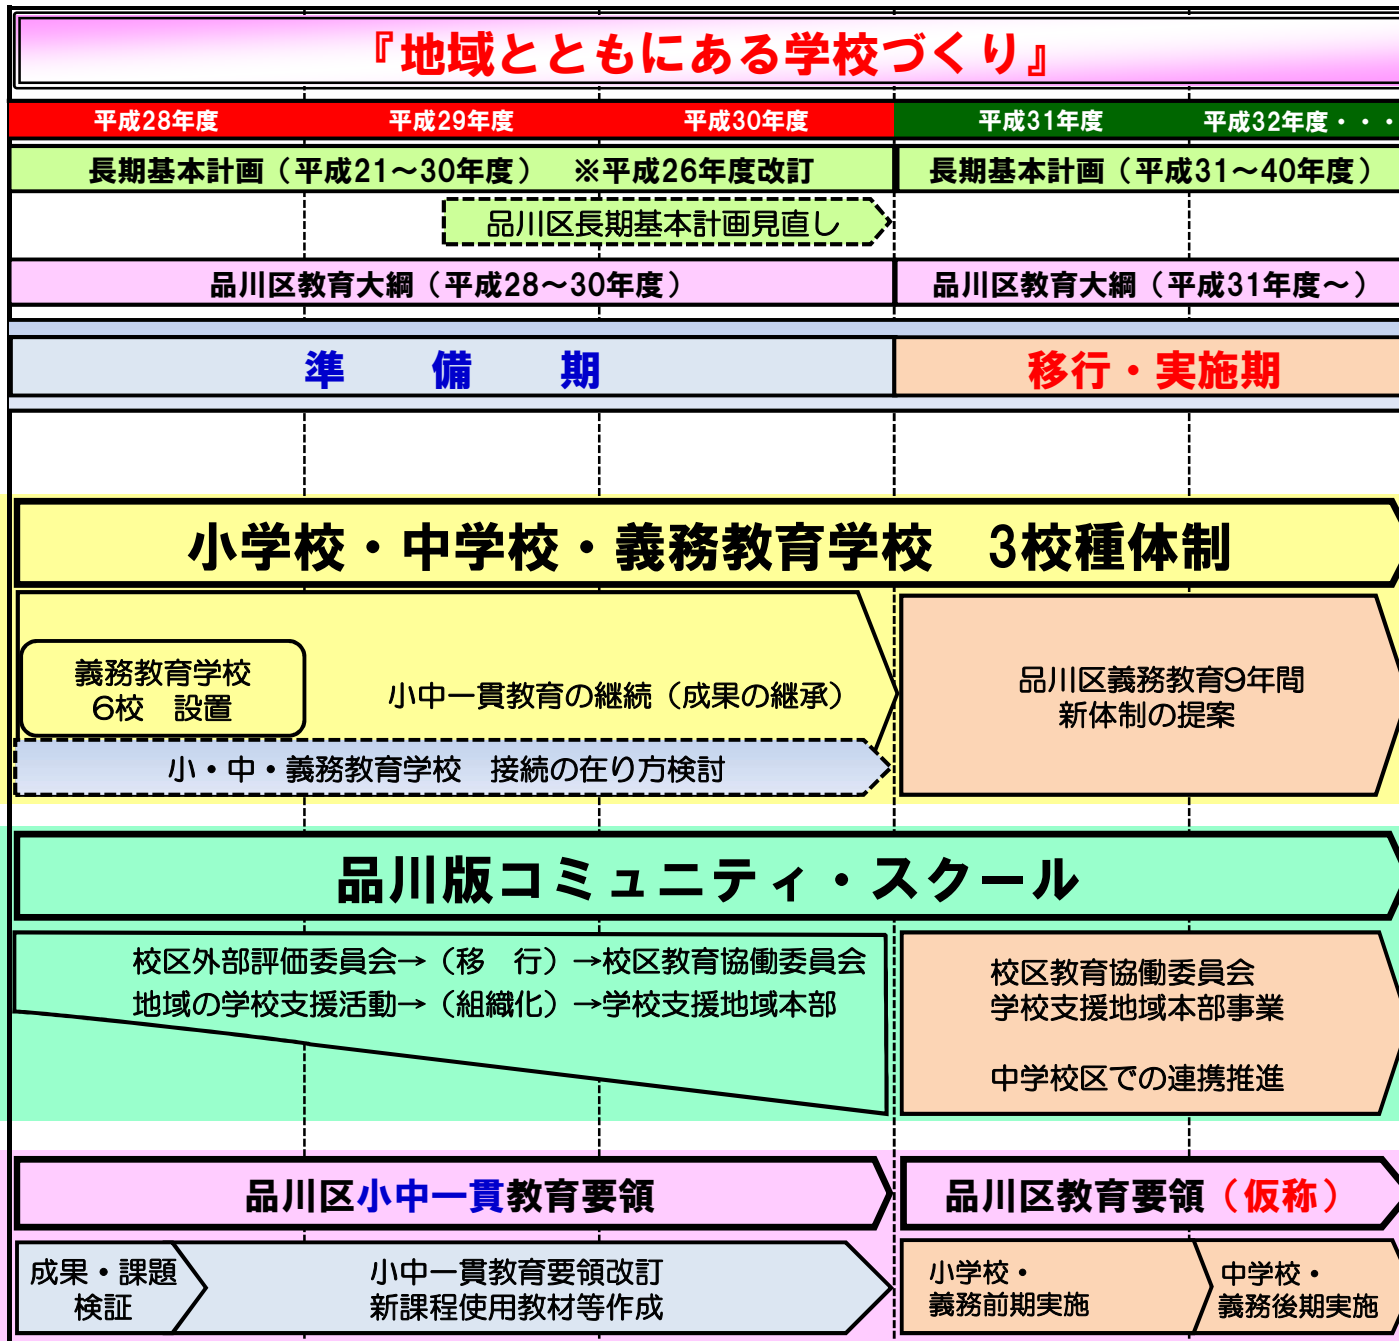 『地域とともにある学校づくり』
平成28年度 平成29年度 平成30年度 平成31年度 平成32年度・・・
長期基本計画（平成21～30年度）　※平成26年度改訂 長期基本計画（平成31～40年度）
品川区長期基本計画見直し
品川区教育大綱（平成28～30年度） 品川区教育大綱（平成31年度～）
準　備　期 移行・実施期
小学校・中学校・義務教育学校　3校種体制
義務教育学校
6校　設置
小中一貫教育の継続（成果の継承）
品川区義務教育9年間
新体制の提案
小・中・義務教育学校　接続の在り方検討
品川版コミュニティ・スクール
校区外部評価委員会→（移　行）→校区教育協働委員会
地域の学校支援活動→（組織化）→学校支援地域本部
校区教育協働委員会
学校支援地域本部事業
中学校区での連携推進
品川区小中一貫教育要領 品川区教育要領（仮称）
成果・課題
検証
小中一貫教育要領改訂
新課程使用教材等作成
小学校・
義務前期実施
中学校・
義務後期実施